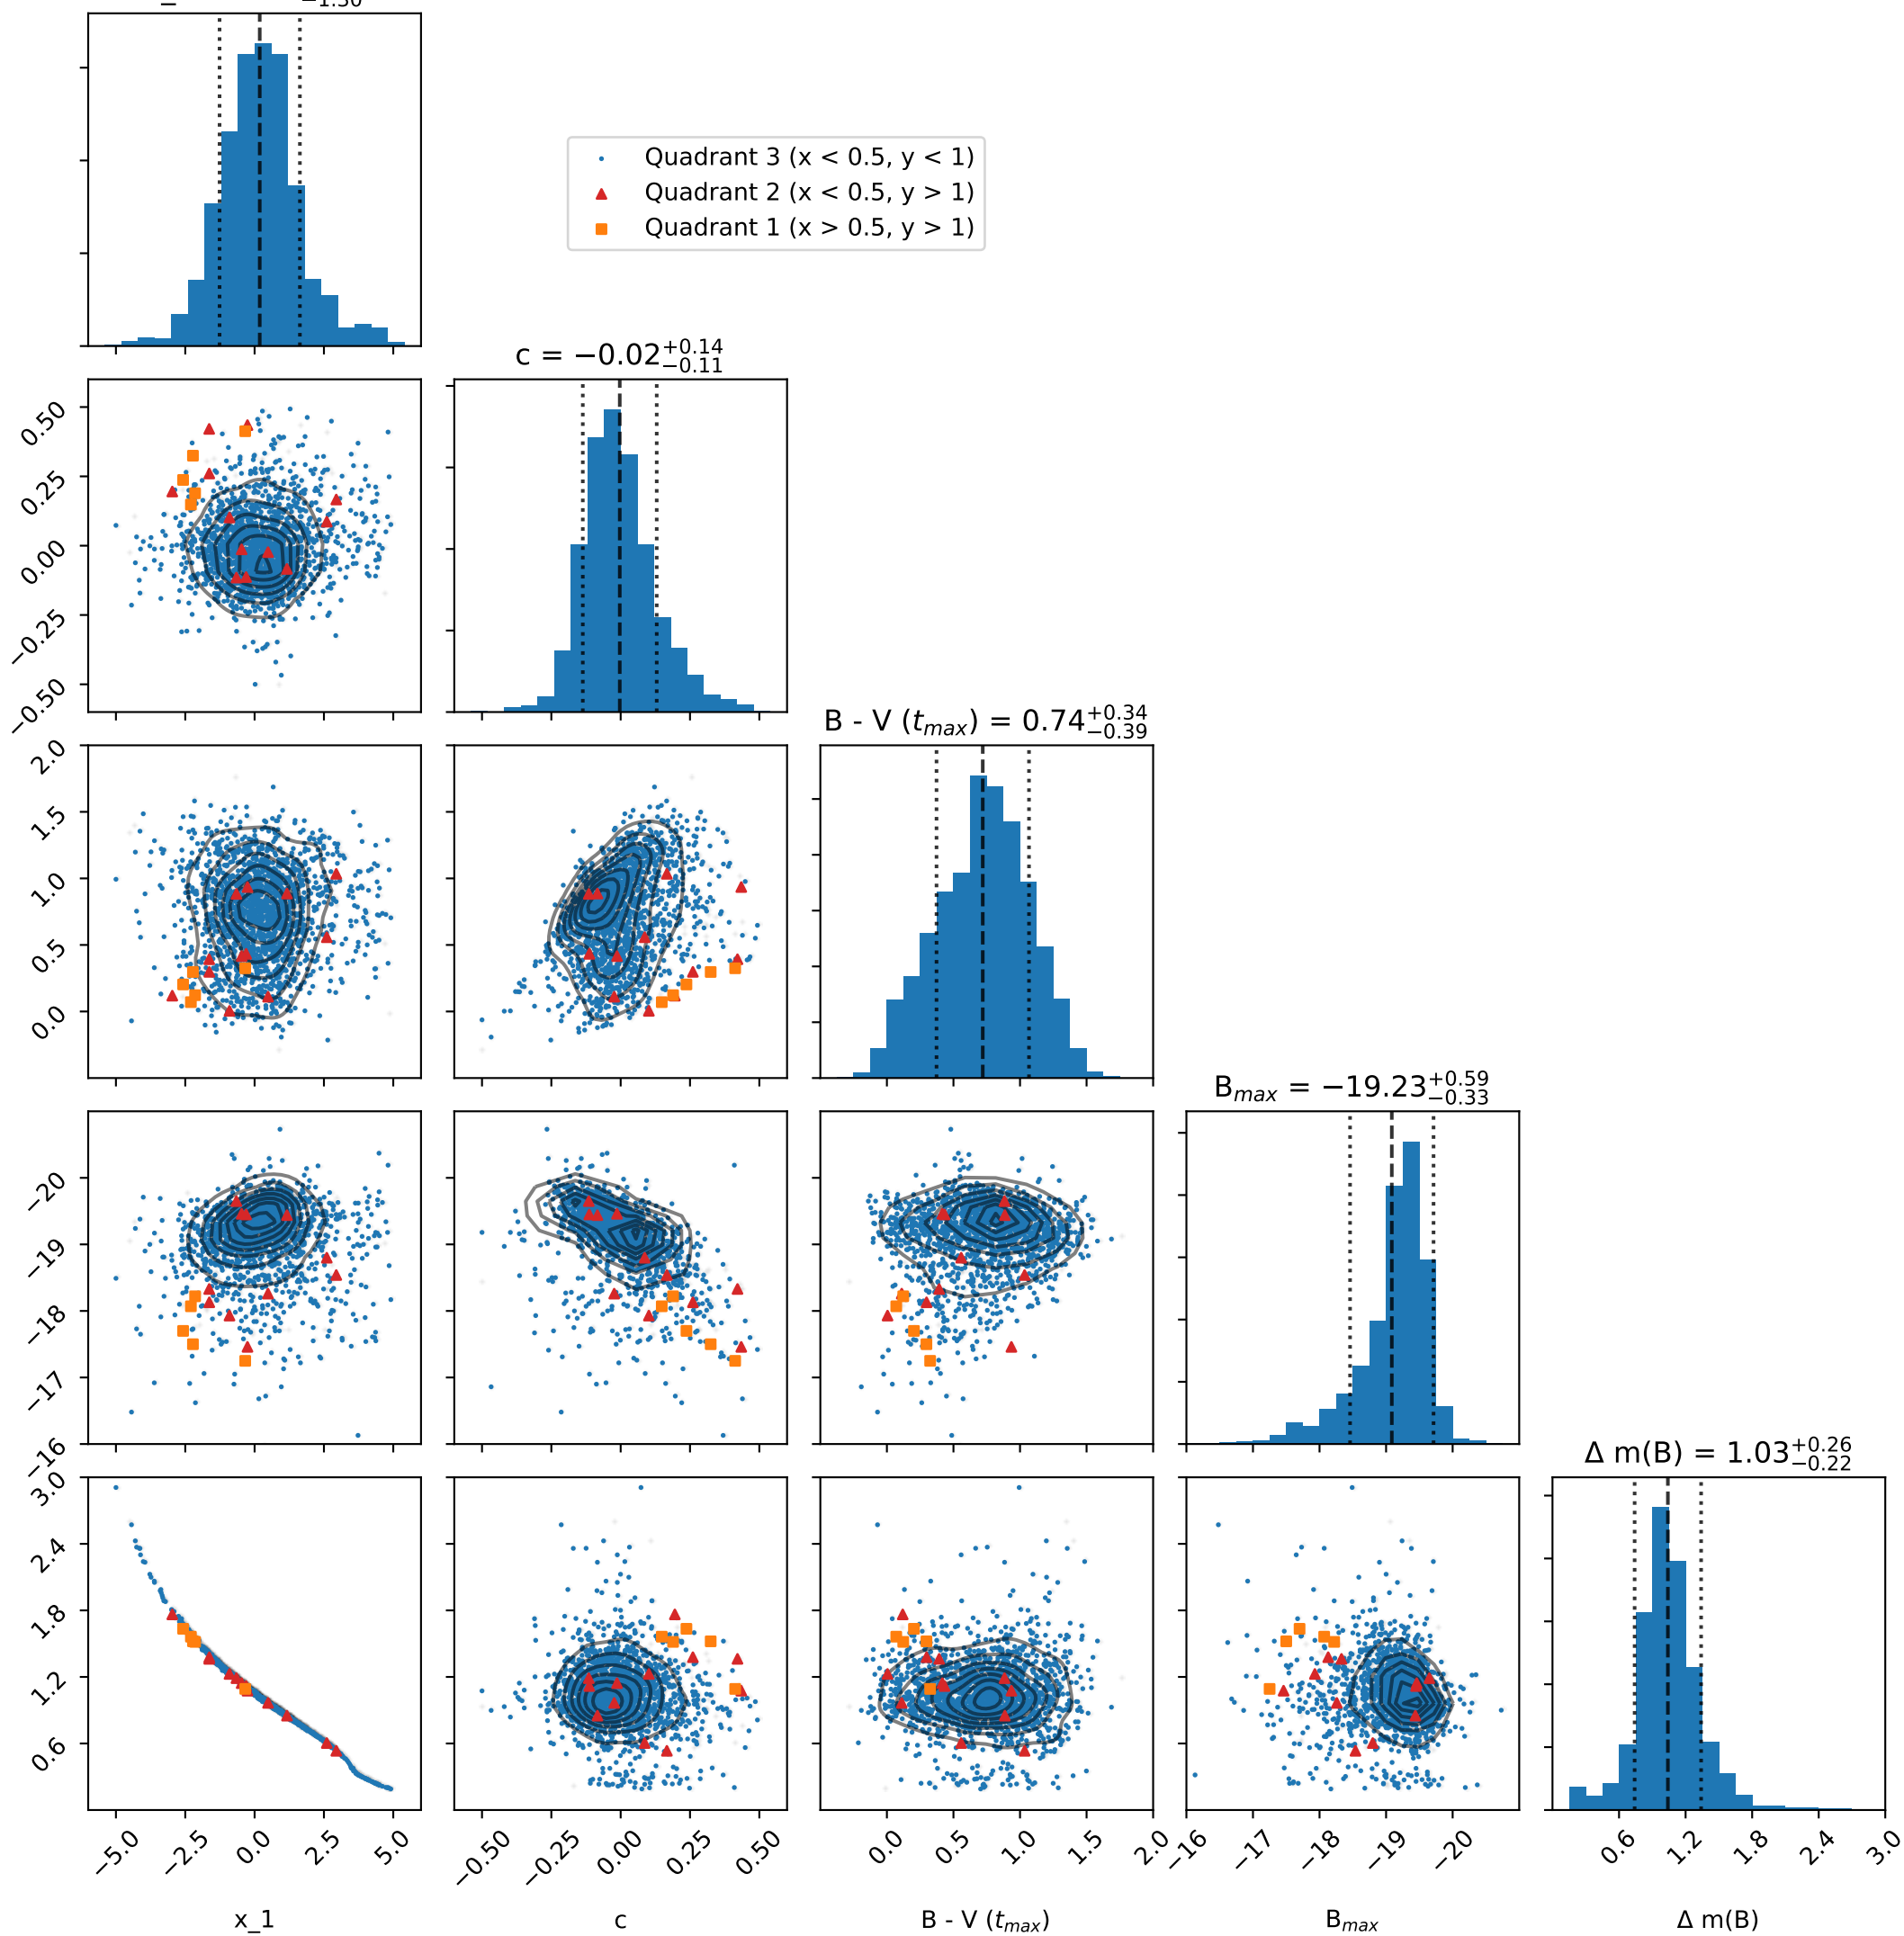 −1.30
Quadrant 3 (x < 0.5, y < 1)
Quadrant 2 (x < 0.5, y > 1)
Quadrant 1 (x > 0.5, y > 1)
c = −0.02 +0.14 −0.11
0.50
0.25
0.00
−0.25
−0.50
B - V (tmax) = 0.74 +0.34 −0.39
2.0
1.5
1.0
0.5
0.0
Bmax = −19.23 +0.59 −0.33
−20
−19
−18
−17
−16
Δ m(B) = 1.03 +0.26 −0.22
3.0
2.4
1.8
1.2
0.6
−5.0 −2.5 0.0 2.5 5.0 −0.50 −0.25 0.00 0.25 0.50 0.0 0.5 1.0 1.5 2.0 −16 −17 −18 −19 −20 0.6 1.2 1.8 2.4 3.0
x_1 c B - V (tmax) Bmax Δ m(B)